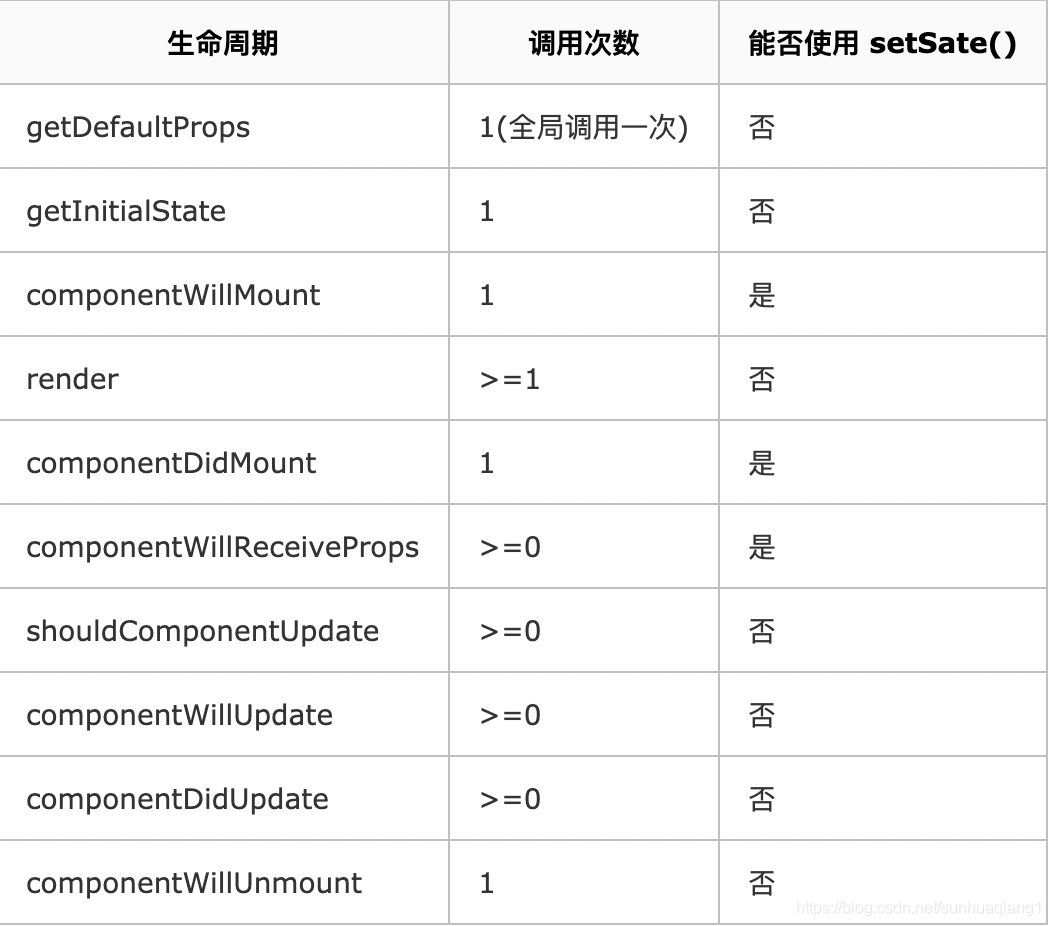 生命周期 调用次数 能否使用 setSate()
getDefaultProps 1(全局调用一次) 否
getInitialState 1 否
componentWillMount 1 是
render >=1 否
componentDidMount 1 是
componentWillReceiveProps >=0 是
shouldComponentUpdate >=0 否
componentWillUpdate >=0 否
componentDidUpdate >=0 否
componentWillUnmount 1 否
https://blog.csdn.net/sunhuaqiang1